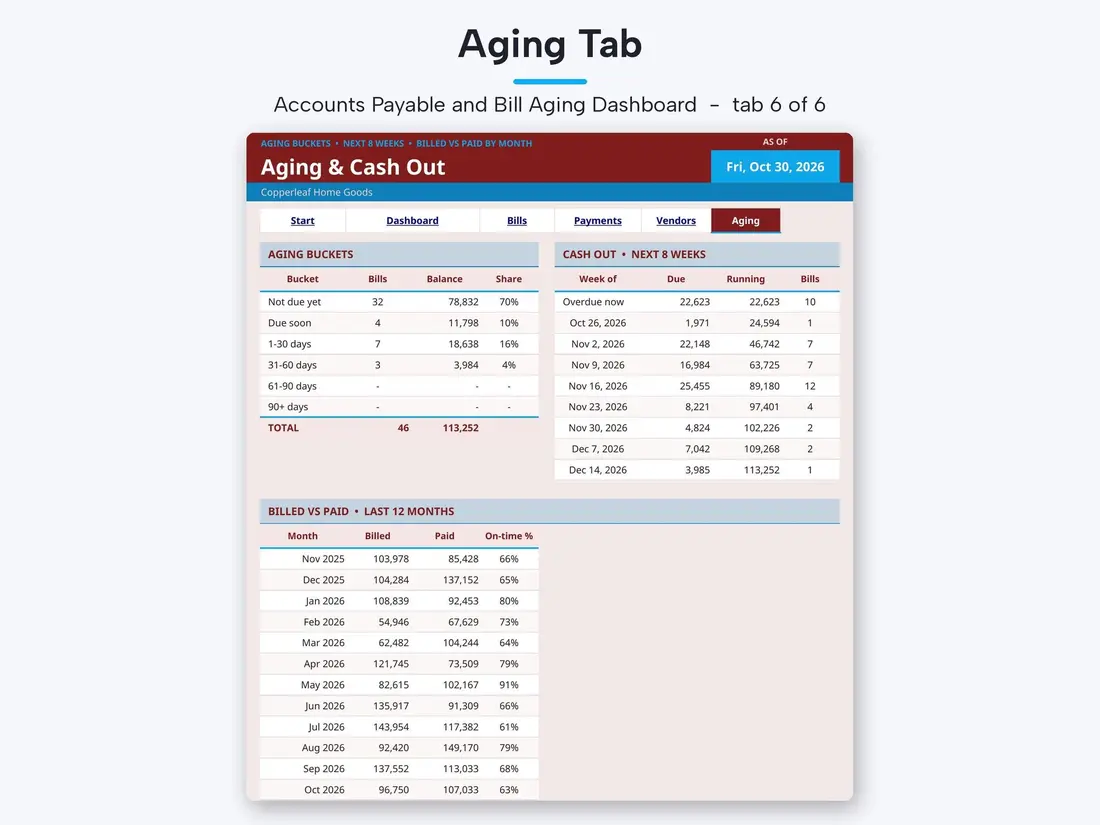 Aging Tab
Accounts Payable and Bill Aging Dashboard - tab 6 of 6
AGING BUCKETS • NEXT 8 WEEKS • BILLED VS PAID BY MONTH
AS OF
Aging & Cash Out
Fri, Oct 30, 2026
Copperleaf Home Goods
Start Dashboard Bills Payments Vendors Aging
AGING BUCKETS
Bucket Bills Balance Share
Not due yet 32 78,832 70%
Due soon 4 11,798 10%
1-30 days 7 18,638 16%
31-60 days 3 3,984 4%
61-90 days - - -
90+ days - - -
TOTAL 46 113,252
CASH OUT • NEXT 8 WEEKS
Week of Due Running Bills
Overdue now 22,623 22,623 10
Oct 26, 2026 1,971 24,594 1
Nov 2, 2026 22,148 46,742 7
Nov 9, 2026 16,984 63,725 7
Nov 16, 2026 25,455 89,180 12
Nov 23, 2026 8,221 97,401 4
Nov 30, 2026 4,824 102,226 2
Dec 7, 2026 7,042 109,268 2
Dec 14, 2026 3,985 113,252 1
BILLED VS PAID • LAST 12 MONTHS
Month Billed Paid On-time %
Nov 2025 103,978 85,428 66%
Dec 2025 104,284 137,152 65%
Jan 2026 108,839 92,453 80%
Feb 2026 54,946 67,629 73%
Mar 2026 62,482 104,244 64%
Apr 2026 121,745 73,509 79%
May 2026 82,615 102,167 91%
Jun 2026 135,917 91,309 66%
Jul 2026 143,954 117,382 61%
Aug 2026 92,420 149,170 79%
Sep 2026 137,552 113,033 68%
Oct 2026 96,750 107,033 63%